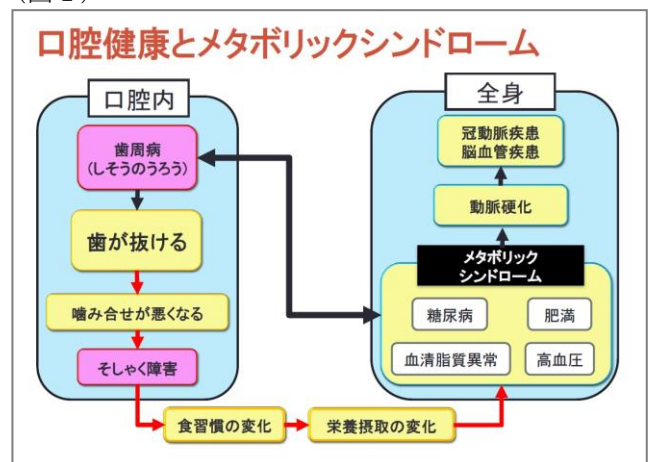 口腔健康とメタボリックシンドローム
口腔内
歯周病
(しそうのうろう)
歯が抜ける
噛み合せが悪くなる
そしゃく障害
食習慣の変化
栄養摂取の変化
全身
冠動脈疾患
脳血管疾患
動脈硬化
メタボリック
シンドローム
糖尿病
肥満
血清脂質異常
高血圧